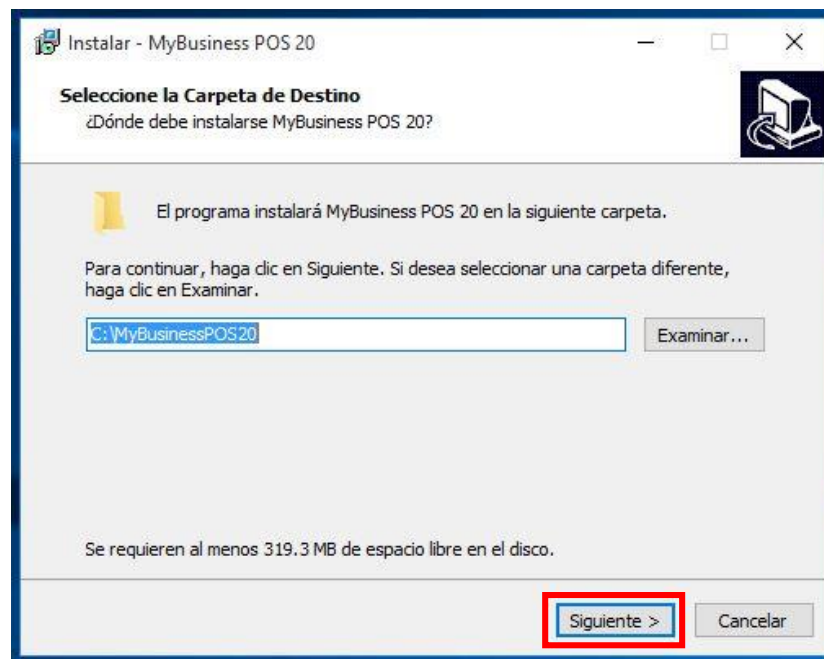 Instalar - MyBusiness POS 20
Seleccione la Carpeta de Destino
¿Dónde debe instalarse MyBusiness POS 20?
El programa instalará MyBusiness POS 20 en la siguiente carpeta.
Para continuar, haga clic en Siguiente. Si desea seleccionar una carpeta diferente,
haga clic en Examinar.
C:\MyBusinessPOS20
Examinar...
Se requieren al menos 319.3 MB de espacio libre en el disco.
Siguiente >
Cancelar